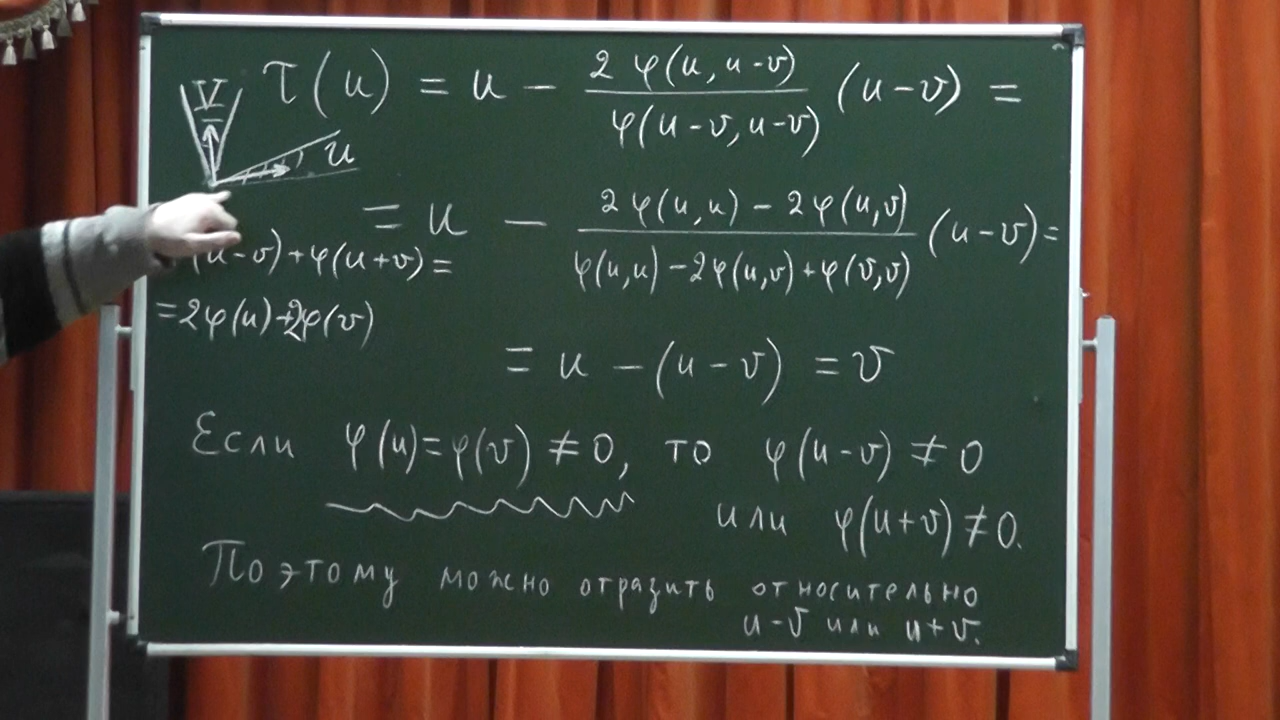 V τ(u) = u − 2φ(u, u−v) / φ(u−v, u−v) (u−v) =
u
= u − 2φ(u,u) − 2φ(u,v) / φ(u,u) − 2φ(u,v) + φ(v,v) (u−v) =
(u−v) + φ(u+v) =
= 2φ(u) + 2φ(v)
= u − (u − v) = v
Если φ(u) = φ(v) ≠ 0, то φ(u−v) ≠ 0
или φ(u+v) ≠ 0.
Поэтому можно отразить относительно
u−v или u+v.